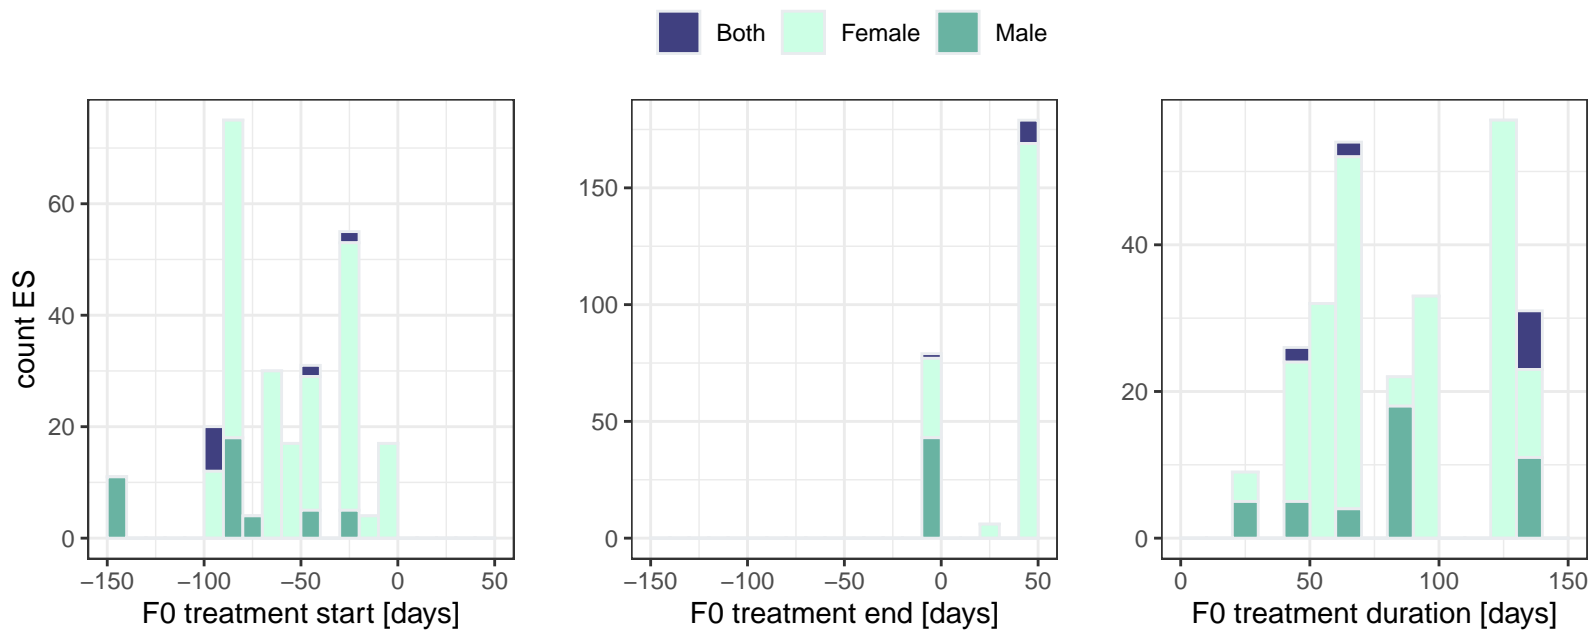 Both Female Male
count ES
60
40
20
0
−150 −100 −50 0 50
F0 treatment start [days]
150
100
50
0
−150 −100 −50 0 50
F0 treatment end [days]
40
20
0
0 50 100 150
F0 treatment duration [days]